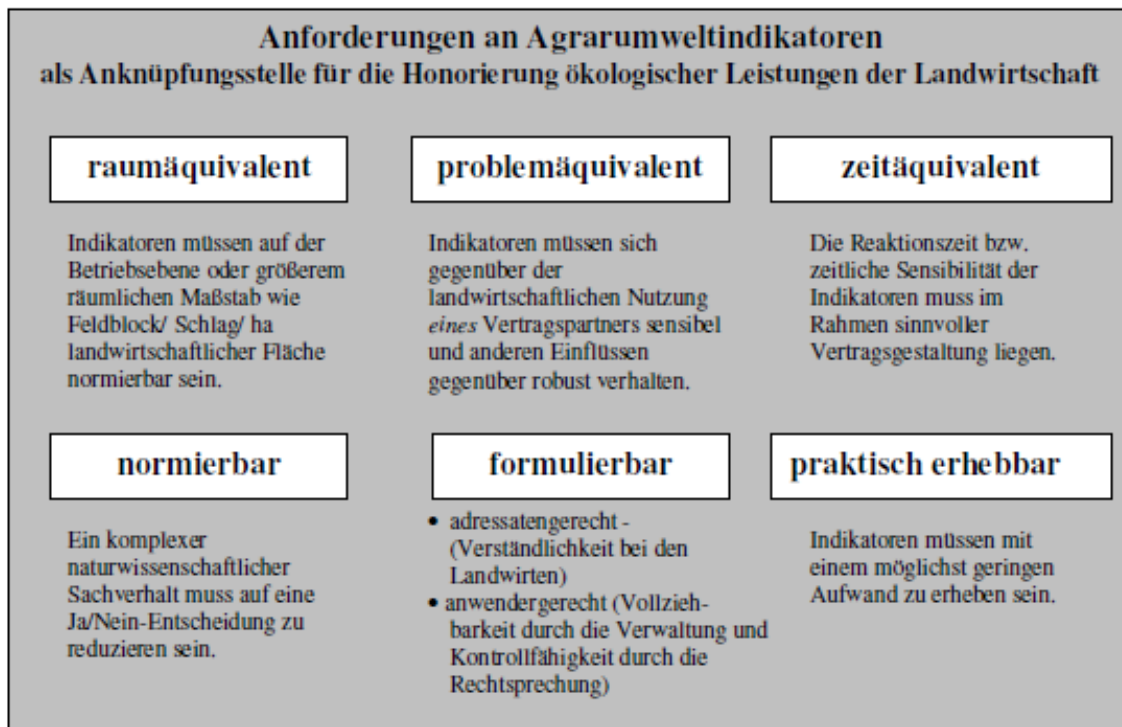 Anforderungen an Agrarumweltindikatoren
als Anknüpfungsstelle für die Honorierung ökologischer Leistungen der Landwirtschaft
raumäquivalent
Indikatoren müssen auf der
Betriebsebene oder größerem
räumlichen Maßstab wie
Feldblock/ Schlag/ ha
landwirtschaftlicher Fläche
normierbar sein.
problemäquivalent
Indikatoren müssen sich
gegenüber der
landwirtschaftlichen Nutzung
eines Vertragspartners sensibel
und anderen Einflüssen
gegenüber robust verhalten.
zeitäquivalent
Die Reaktionszeit bzw.
zeitliche Sensibilität der
Indikatoren muss im
Rahmen sinnvoller
Vertragsgestaltung liegen.
normierbar
Ein komplexer
naturwissenschaftlicher
Sachverhalt muss auf eine
Ja/Nein-Entscheidung zu
reduzieren sein.
formulierbar
• adressatengerecht -
(Verständlichkeit bei den
Landwirten)
• anwendergerecht (Vollzieh-
barkeit durch die Verwaltung und
Kontrollfähigkeit durch die
Rechtsprechung)
praktisch erhebbar
Indikatoren müssen mit
einem möglichst geringen
Aufwand zu erheben sein.